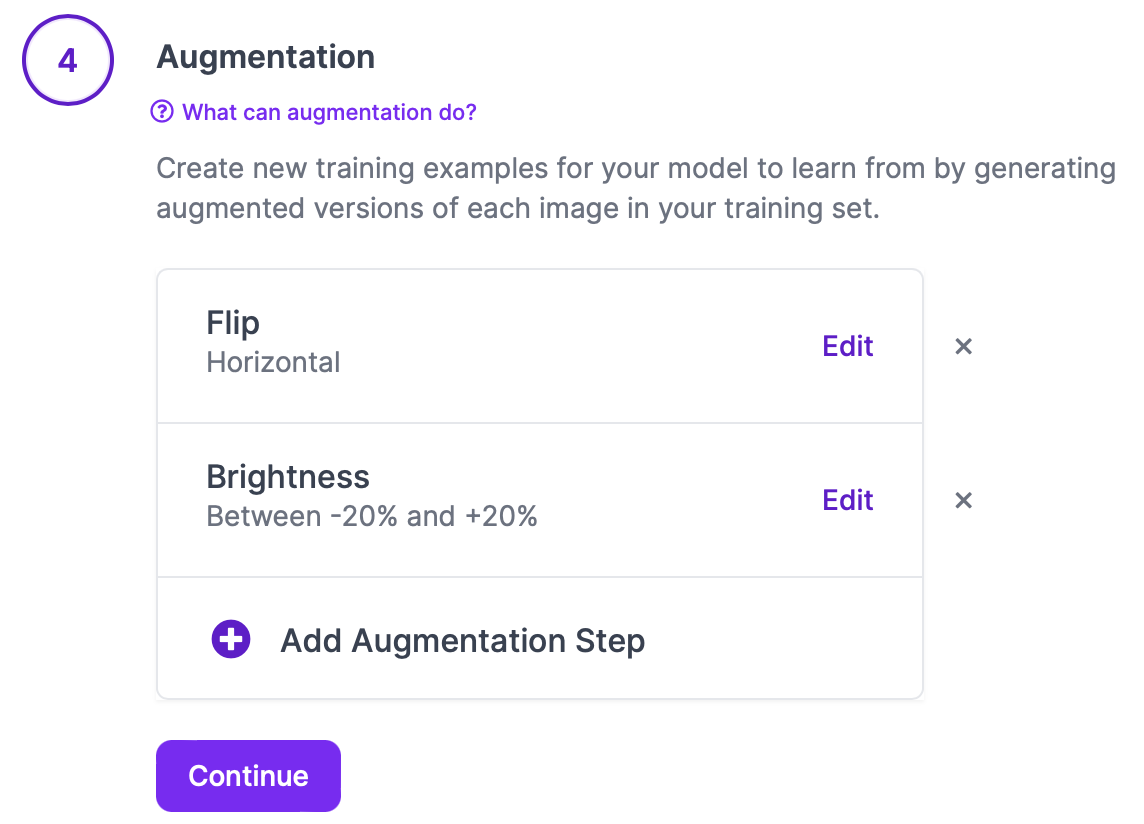 4
Augmentation
What can augmentation do?
Create new training examples for your model to learn from by generating
augmented versions of each image in your training set.
Flip
Horizontal
Edit
Brightness
Between -20% and +20%
Edit
Add Augmentation Step
Continue